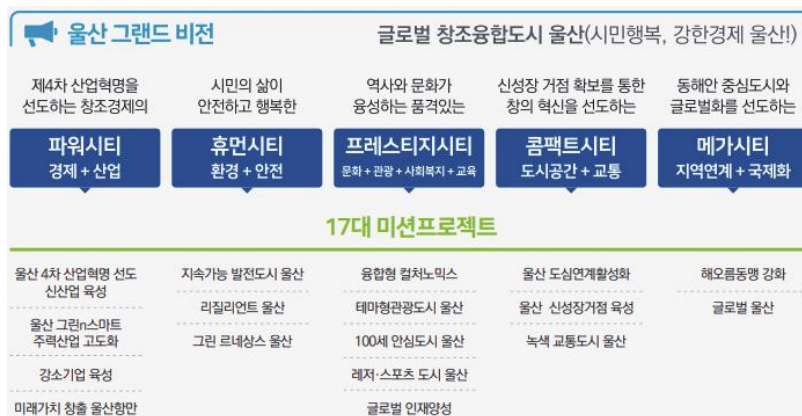 울산 그랜드 비전
글로벌 창조융합도시 울산(시민행복, 강한경제 울산!)
제4차 산업혁명을
선도하는 창조경제의
파워시티
경제 + 산업
시민의 삶이
안전하고 행복한
휴먼시티
환경 + 안전
역사와 문화가
융성하는 품격있는
프레스티지시티
문화 + 관광 + 사회복지 + 교육
신성장 거점 확보를 통한
창의 혁신을 선도하는
콤팩트시티
도시공간 + 교통
동해안 중심도시와
글로벌화를 선도하는
메가시티
지역연계 + 국제화
17대 미션프로젝트
울산 4차 산업혁명 선도
신산업 육성
울산 그린n스마트
주력산업 고도화
강소기업 육성
미래가치 창출 울산항만
지속가능 발전도시 울산
리질리언트 울산
그린 르네상스 울산
융합형 컬처노믹스
테마형관광도시 울산
100세 안심도시 울산
레저·스포츠 도시 울산
글로벌 인재양성
울산 도심연계활성화
울산 신성장거점 육성
녹색 교통도시 울산
해오름동맹 강화
글로벌 울산